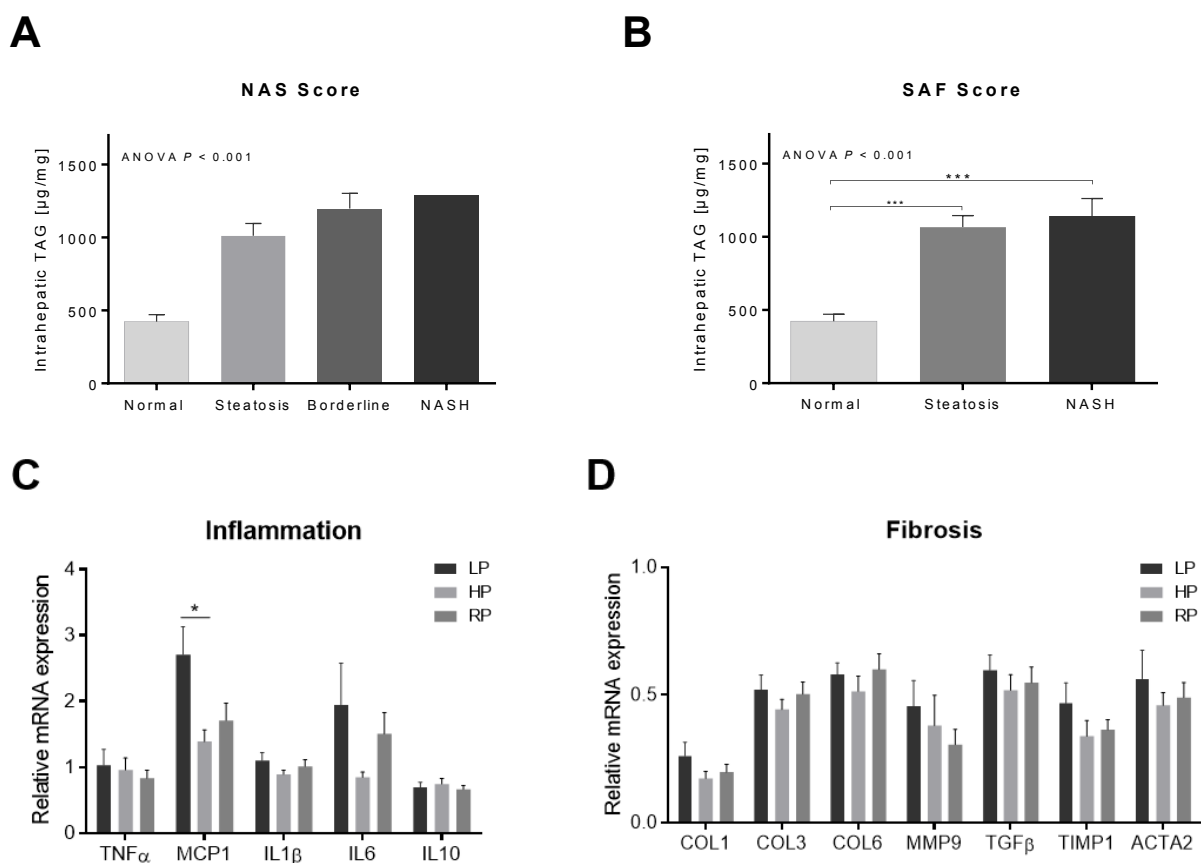 A
NAS Score
Intrahepatic TAG [µg/mg]
ANOVA P < 0.001
1500
1000
500
0
Normal Steatosis Borderline NASH
B
SAF Score
Intrahepatic TAG [µg/mg]
ANOVA P < 0.001
***
***
1500
1000
500
0
Normal Steatosis NASH
C
Inflammation
Relative mRNA expression
4
3
2
1
0
*
LP
HP
RP
TNFα MCP1 IL1β IL6 IL10
D
Fibrosis
Relative mRNA expression
1.0
0.5
0.0
LP
HP
RP
COL1 COL3 COL6 MMP9 TGFβ TIMP1 ACTA2